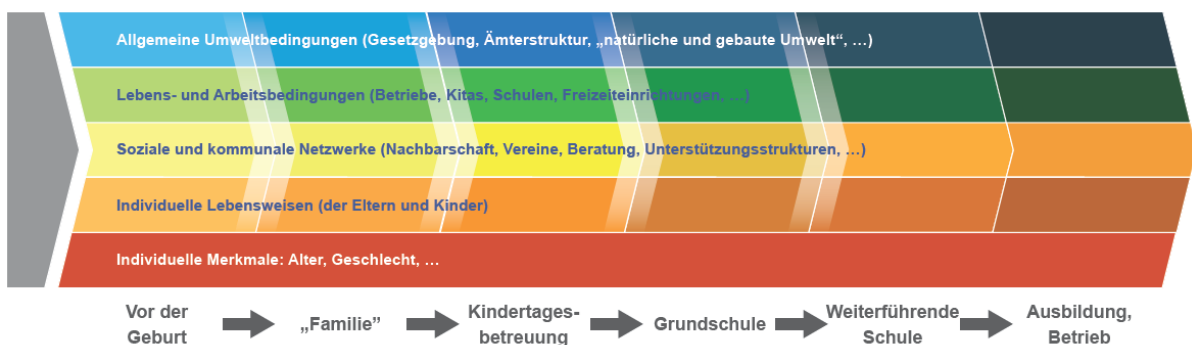 Allgemeine Umweltbedingungen (Gesetzgebung, Ämterstruktur, „natürliche und gebaute Umwelt“, …)
Lebens- und Arbeitsbedingungen (Betriebe, Kitas, Schulen, Freizeiteinrichtungen, …)
Soziale und kommunale Netzwerke (Nachbarschaft, Vereine, Beratung, Unterstützungsstrukturen, …)
Individuelle Lebensweisen (der Eltern und Kinder)
Individuelle Merkmale: Alter, Geschlecht, …
Vor der
Geburt
„Familie”
Kindertages-
betreuung
Grundschule
Weiterführende
Schule
Ausbildung,
Betrieb